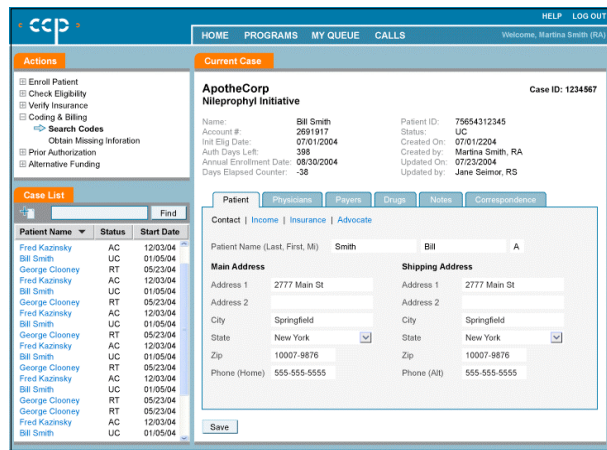 ccp
HELP LOG OUT
HOME PROGRAMS MY QUEUE CALLS
Welcome, Martina Smith (RA)
Actions
Enroll Patient
Check Eligibility
Verify Insurance
Coding & Billing
Search Codes
Obtain Missing Inforation
Prior Authorization
Alternative Funding
Case List
Find
Patient Name Status Start Date
Fred Kazinsky AC 12/03/04
Bill Smith UC 01/05/04
George Clooney RT 05/23/04
Fred Kazinsky AC 12/03/04
Bill Smith UC 01/05/04
George Clooney RT 05/23/04
Fred Kazinsky AC 12/03/04
Bill Smith UC 01/05/04
George Clooney RT 05/23/04
Fred Kazinsky AC 12/03/04
Bill Smith UC 01/05/04
George Clooney RT 05/23/04
Fred Kazinsky AC 12/03/04
Bill Smith UC 01/05/04
George Clooney RT 05/23/04
George Clooney RT 05/23/04
Fred Kazinsky AC 12/03/04
Bill Smith UC 01/05/04
Current Case
ApotheCorp Case ID: 1234567
Nileprophyl Initiative
Name: Bill Smith Patient ID: 75654312345
Account #: 2691917 Status: UC
Init Elig Date: 07/01/2004 Created On: 07/01/2204
Auth Days Left: 398 Created by: Martina Smith, RA
Annual Enrollment Date: 08/30/2004 Updated On: 07/23/2004
Days Elapsed Counter: -38 Updated by: Jane Seimor, RS
Patient Physicians Payers Drugs Notes Correspondence
Contact | Income | Insurance | Advocate
Patient Name (Last, First, Mi) Smith Bill A
Main Address Shipping Address
Address 1 2777 Main St Address 1 2777 Main St
Address 2 Address 2
City Springfield City Springfield
State New York State New York
Zip 10007-9876 Zip 10007-9876
Phone (Home) 555-555-5555 Phone (Alt) 555-555-5555
Save